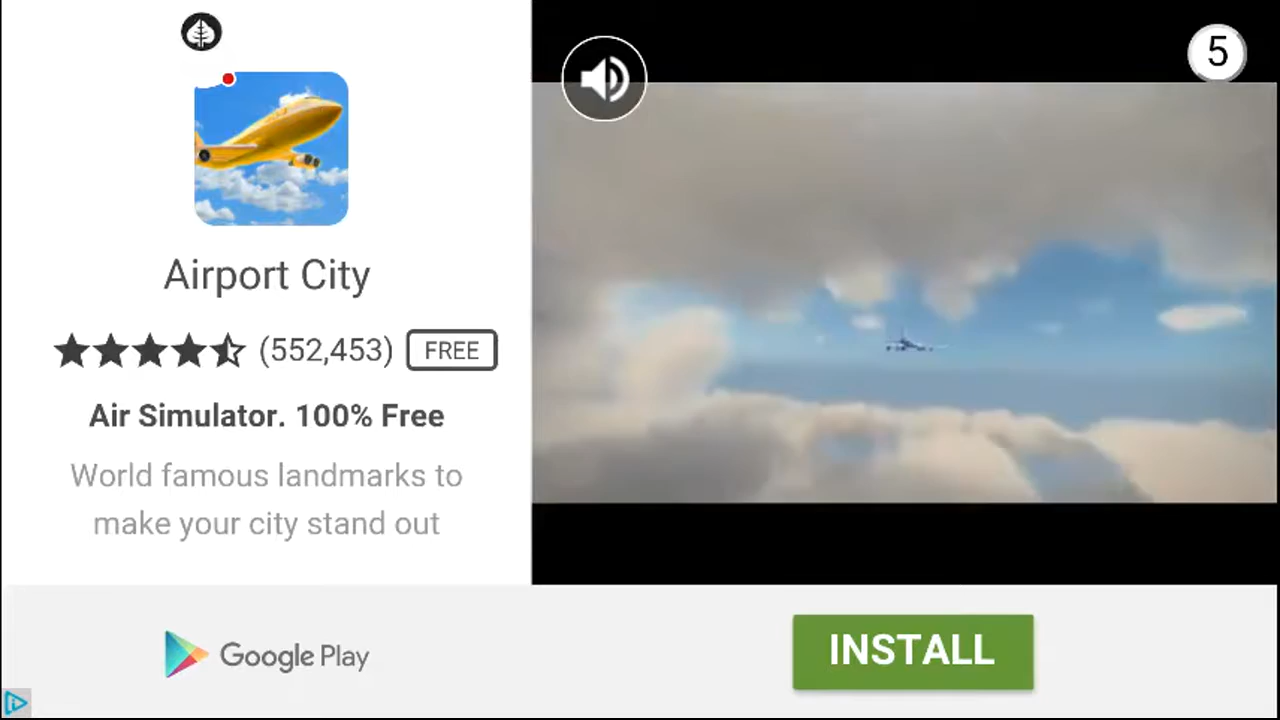 5
Airport City
(552,453) FREE
Air Simulator. 100% Free
World famous landmarks to
make your city stand out
Google Play
INSTALL